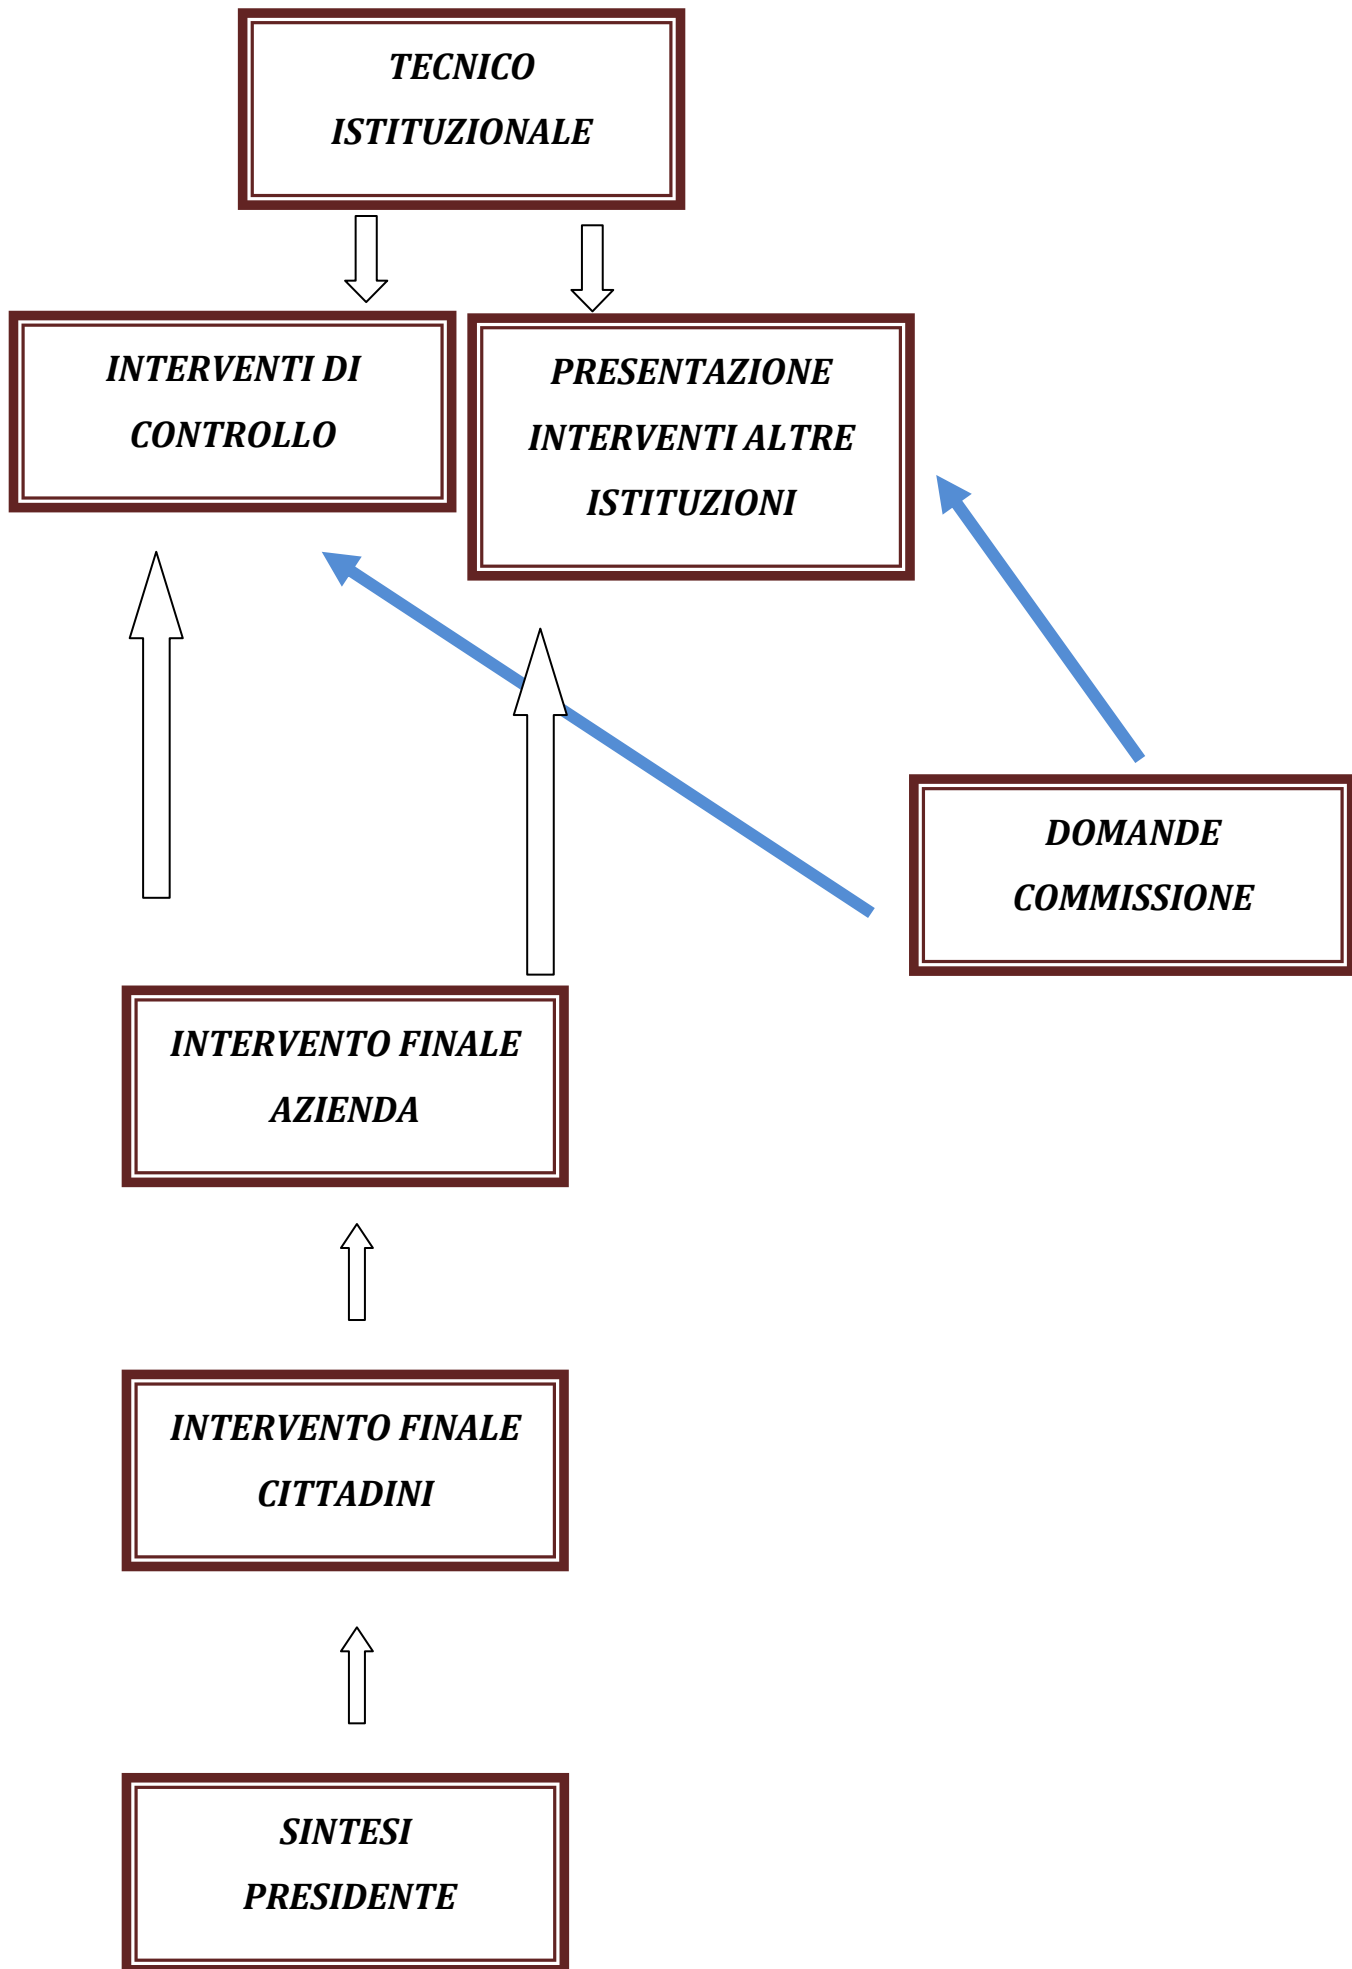 TECNICO
ISTITUZIONALE
INTERVENTI DI
CONTROLLO
PRESENTAZIONE
INTERVENTI ALTRE
ISTITUZIONI
DOMANDE
COMMISSIONE
INTERVENTO FINALE
AZIENDA
INTERVENTO FINALE
CITTADINI
SINTESI
PRESIDENTE